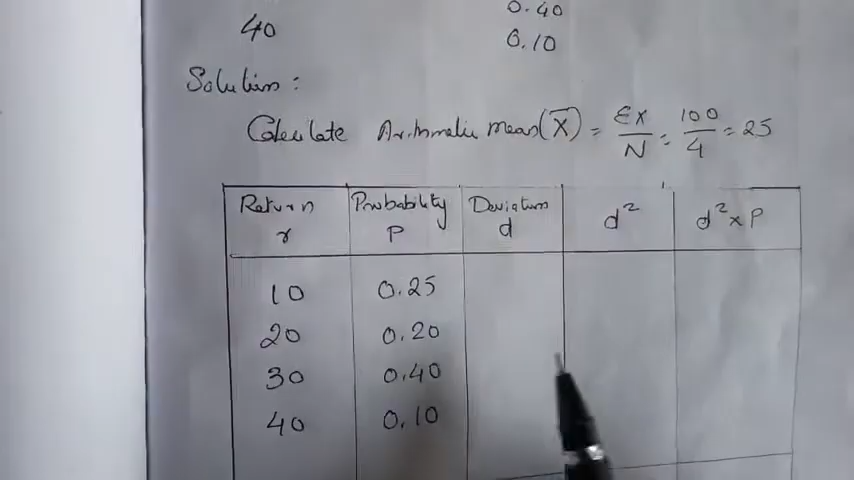 0.40
40 0.10
Solution:
Calculate Arithmetic mean (X̄) = ΣX/N = 100/4 = 25
Return r Probability P Deviation d d² d² x P
10 0.25
20 0.20
30 0.40
40 0.10